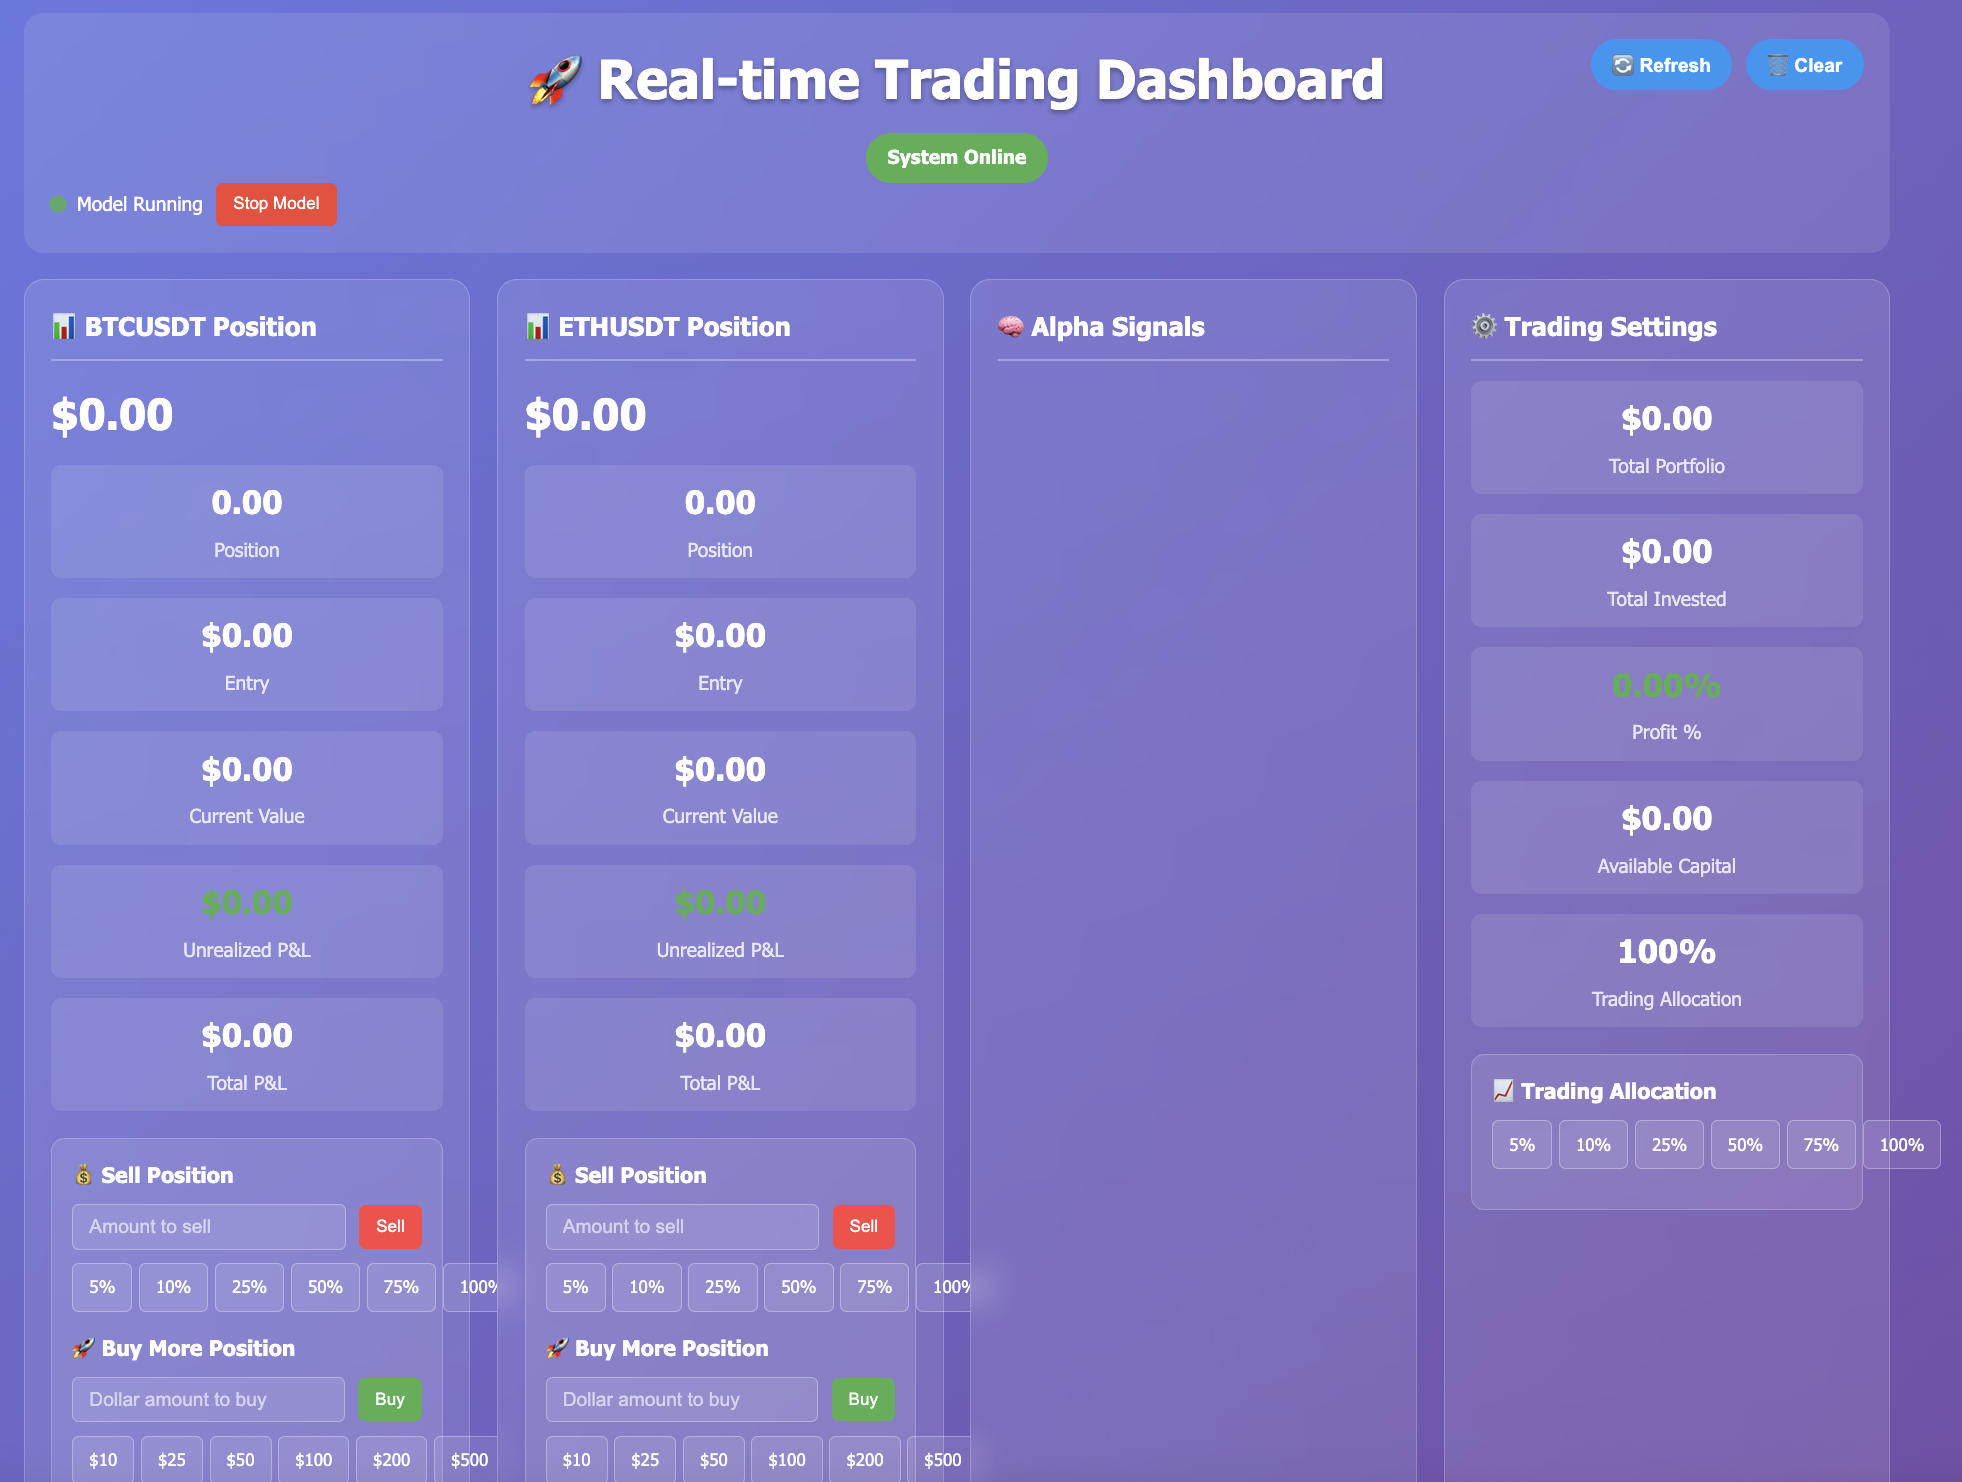 Real-time Trading Dashboard
Refresh
Clear
System Online
Model Running
Stop Model
BTCUSDT Position
$0.00
0.00
Position
$0.00
Entry
$0.00
Current Value
$0.00
Unrealized P&L
$0.00
Total P&L
Sell Position
Amount to sell
Sell
5% 10% 25% 50% 75% 100%
Buy More Position
Dollar amount to buy
Buy
$10 $25 $50 $100 $200 $500
ETHUSDT Position
$0.00
0.00
Position
$0.00
Entry
$0.00
Current Value
$0.00
Unrealized P&L
$0.00
Total P&L
Sell Position
Amount to sell
Sell
5% 10% 25% 50% 75% 100%
Buy More Position
Dollar amount to buy
Buy
$10 $25 $50 $100 $200 $500
Alpha Signals
Trading Settings
$0.00
Total Portfolio
$0.00
Total Invested
0.00%
Profit %
$0.00
Available Capital
100%
Trading Allocation
Trading Allocation
5% 10% 25% 50% 75% 100%